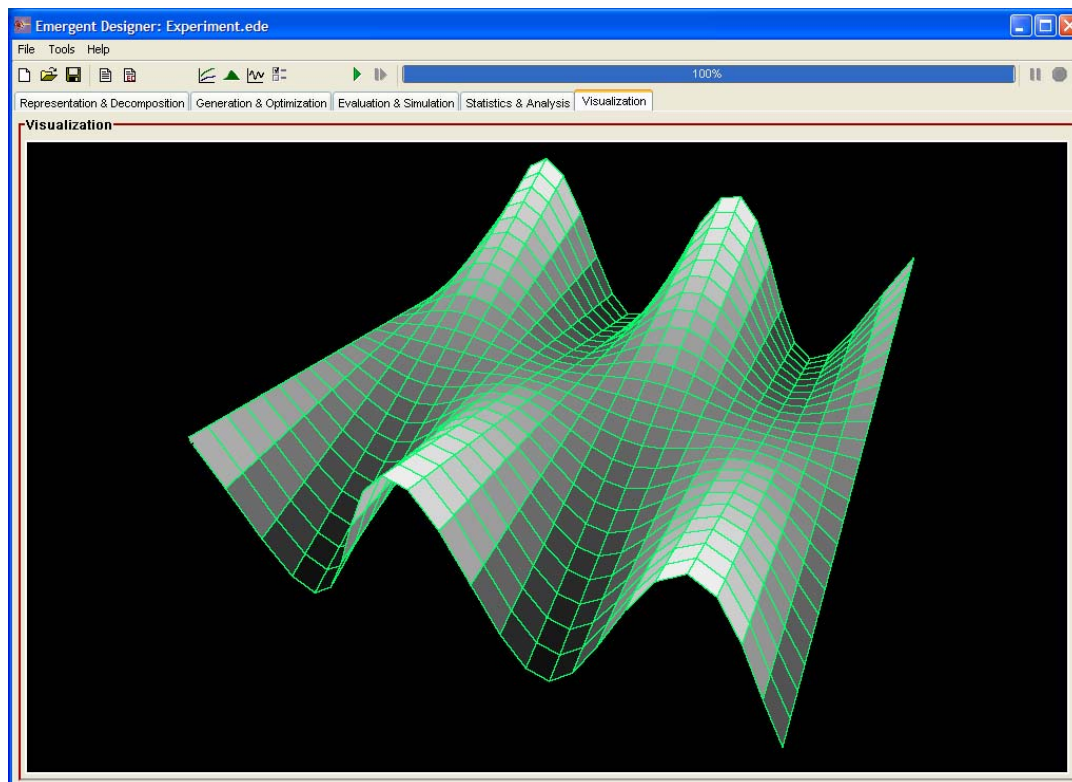 Emergent Designer: Experiment.ede
File Tools Help
100%
Representation & Decomposition Generation & Optimization Evaluation & Simulation Statistics & Analysis Visualization
Visualization